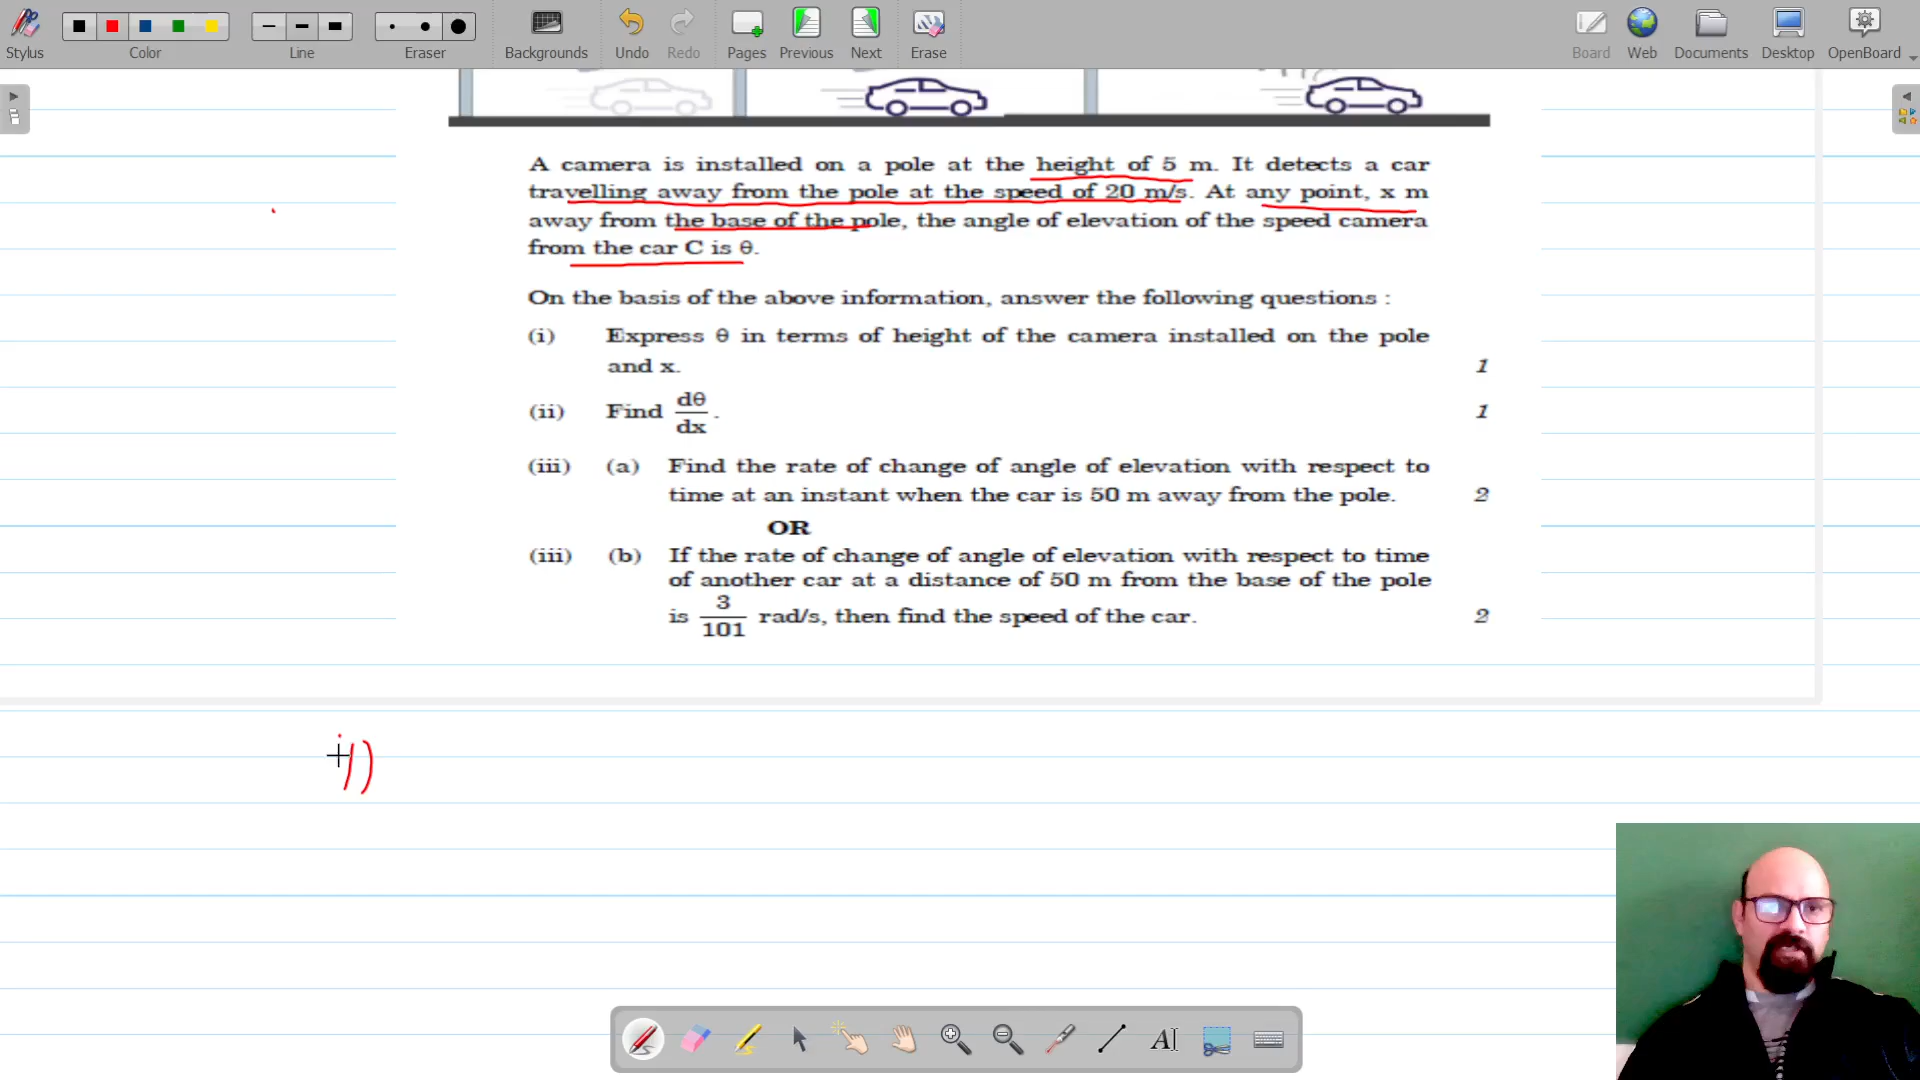 Stylus Color Line Eraser Backgrounds Undo Redo Pages Previous Next Erase Board Web Documents Desktop OpenBoard
A camera is installed on a pole at the height of 5 m. It detects a car
travelling away from the pole at the speed of 20 m/s. At any point, x m
away from the base of the pole, the angle of elevation of the speed camera
from the car C is θ.
On the basis of the above information, answer the following questions :
(i) Express θ in terms of height of the camera installed on the pole
and x. 1
(ii) Find dθ/dx . 1
(iii) (a) Find the rate of change of angle of elevation with respect to
time at an instant when the car is 50 m away from the pole. 2
OR
(iii) (b) If the rate of change of angle of elevation with respect to time
of another car at a distance of 50 m from the base of the pole
is 3/101 rad/s, then find the speed of the car. 2
i)